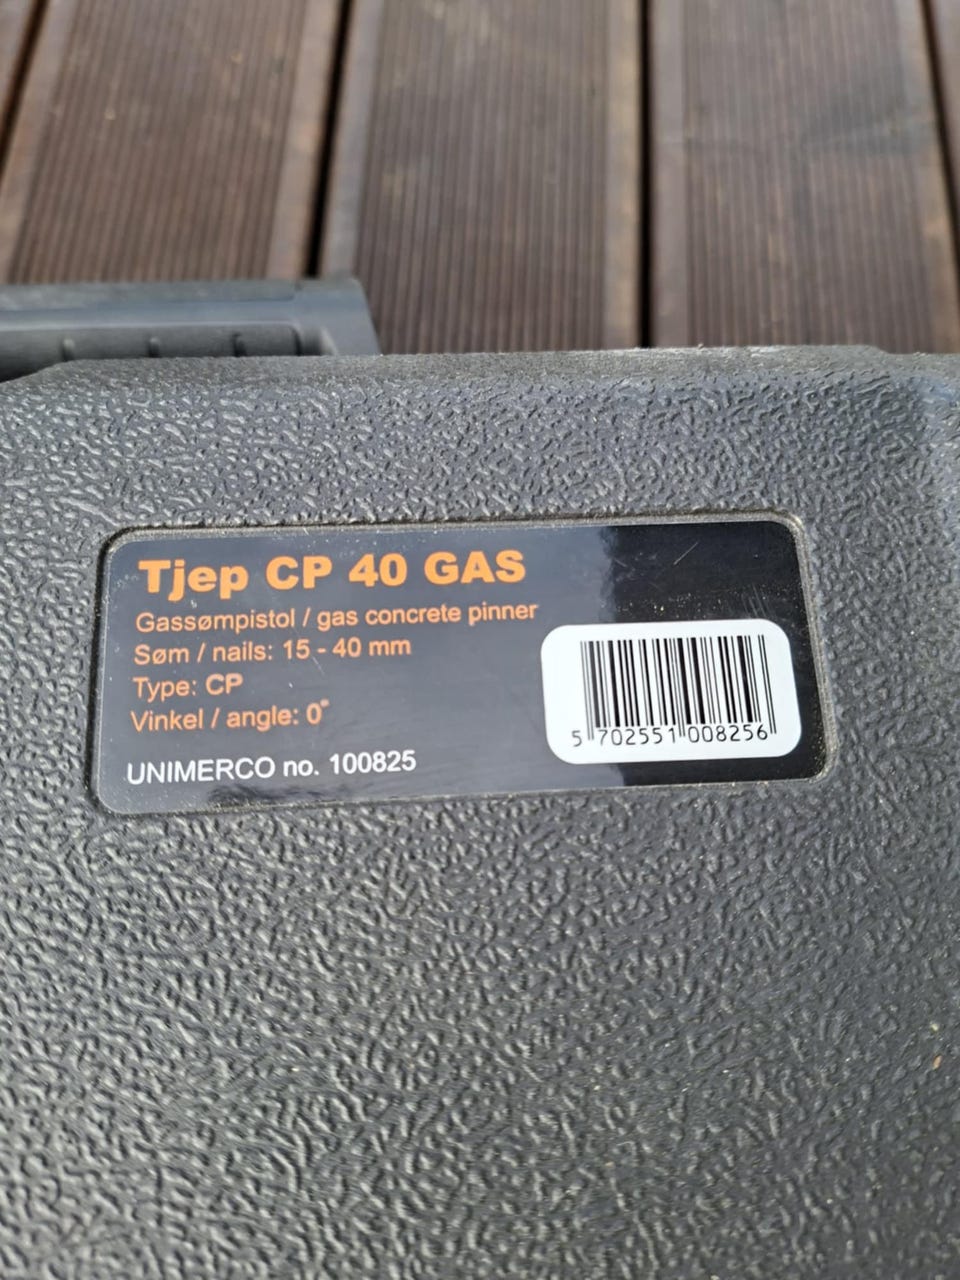 Tjep CP 40 GAS
Gassømpistol / gas concrete pinner
Søm / nails: 15 - 40 mm
Type: CP
Vinkel / angle: 0°
UNIMERCO no. 100825
5 702551 008256